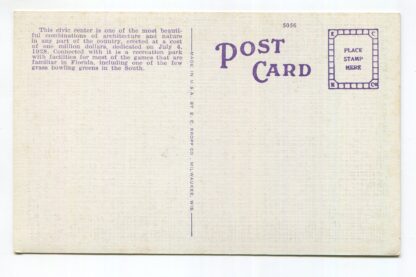 5056
This civic center is one of the most beauti-
ful combinations of architecture and nature
in any part of the country, erected at a cost
of one million dollars, dedicated on July 4,
1928. Connected with it is a recreation park
with facilities for most of the games that are
familiar in Florida, including one of the few
grass bowling greens in the South.
POST
CARD
PLACE
STAMP
HERE
MADE IN U.S.A. BY E. C. KROPP CO., MILWAUKEE, WIS.
E
C
K
Co